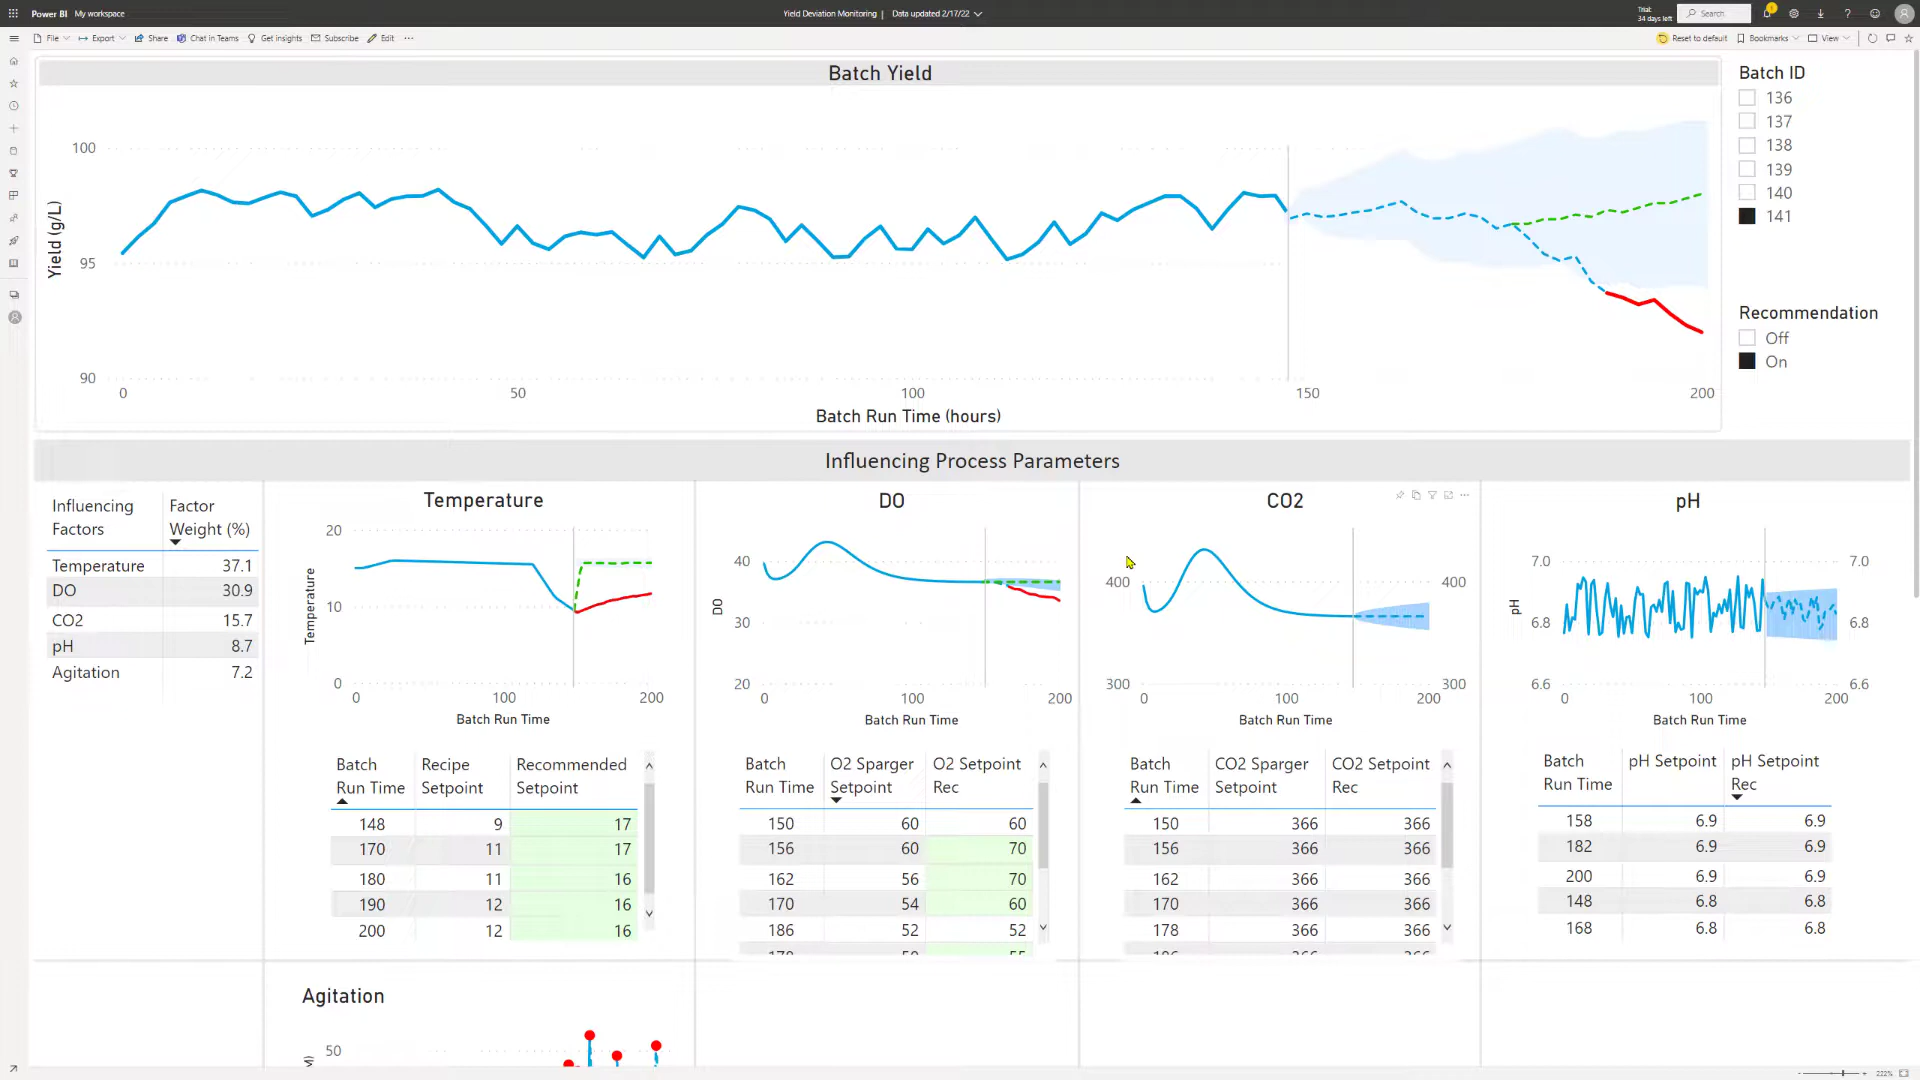 Power BI My workspace
Yield Deviation Monitoring | Data updated 2/17/22
Trial:
34 days left
Search
1
?
File Export Share Chat in Teams Get insights Subscribe Edit ...
Reset to default Bookmarks View
Batch Yield
Yield (g/L)
100
95
90
0 50 100 150 200
Batch Run Time (hours)
Batch ID
136
137
138
139
140
141
Recommendation
Off
On
Influencing Process Parameters
Influencing Factor
Factors Weight (%)
Temperature 37.1
DO 30.9
CO2 15.7
pH 8.7
Agitation 7.2
Temperature
Temperature
20
10
0
0 100 200
Batch Run Time
Batch Recipe Recommended
Run Time Setpoint Setpoint
148 9 17
170 11 17
180 11 16
190 12 16
200 12 16
DO
DO
40
30
20
0 100 200
Batch Run Time
Batch O2 Sparger O2 Setpoint
Run Time Setpoint Rec
150 60 60
156 60 70
162 56 70
170 54 60
186 52 52
CO2
400 400
300 300
0 100 200
Batch Run Time
Batch CO2 Sparger CO2 Setpoint
Run Time Setpoint Rec
150 366 366
156 366 366
162 366 366
170 366 366
178 366 366
pH
pH
7.0 7.0
6.8 6.8
6.6 6.6
0 100 200
Batch Run Time
Batch pH Setpoint pH Setpoint
Run Time Rec
158 6.9 6.9
182 6.9 6.9
200 6.9 6.9
148 6.8 6.8
168 6.8 6.8
Agitation
50
222%